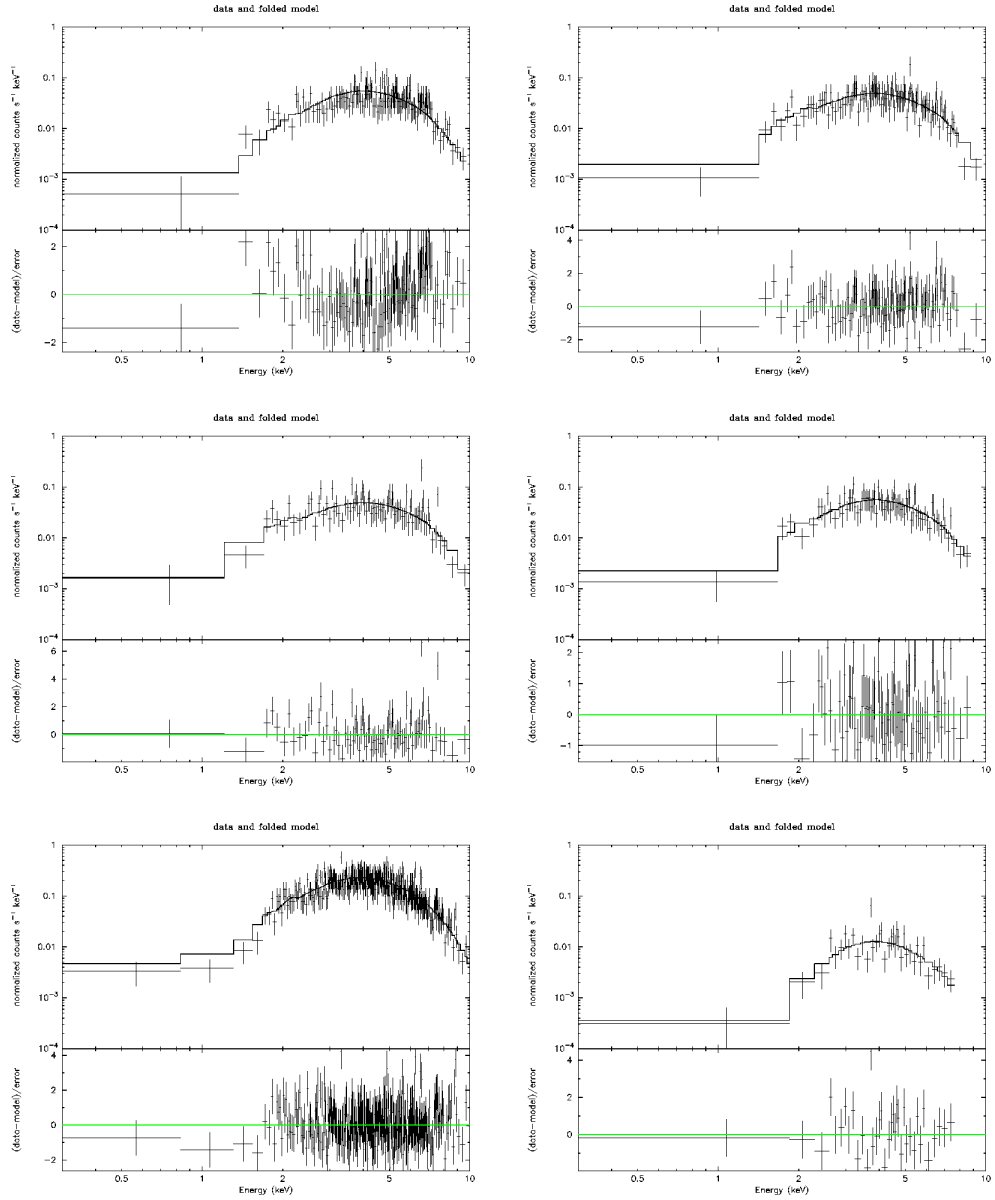 data and folded model
normalized counts s⁻¹ keV⁻¹
1
0.1
0.01
10⁻³
10⁻⁴
(data−model)/error
2
0
−2
0.5 1 2 5 10
Energy (keV)
data and folded model
normalized counts s⁻¹ keV⁻¹
1
0.1
0.01
10⁻³
10⁻⁴
(data−model)/error
4
2
0
−2
0.5 1 2 5 10
Energy (keV)
data and folded model
normalized counts s⁻¹ keV⁻¹
1
0.1
0.01
10⁻³
10⁻⁴
(data−model)/error
6
4
2
0
0.5 1 2 5 10
Energy (keV)
data and folded model
normalized counts s⁻¹ keV⁻¹
1
0.1
0.01
10⁻³
10⁻⁴
(data−model)/error
2
1
0
−1
0.5 1 2 5 10
Energy (keV)
data and folded model
normalized counts s⁻¹ keV⁻¹
1
0.1
0.01
10⁻³
10⁻⁴
(data−model)/error
4
2
0
−2
0.5 1 2 5 10
Energy (keV)
data and folded model
normalized counts s⁻¹ keV⁻¹
1
0.1
0.01
10⁻³
10⁻⁴
(data−model)/error
4
2
0
0.5 1 2 5 10
Energy (keV)